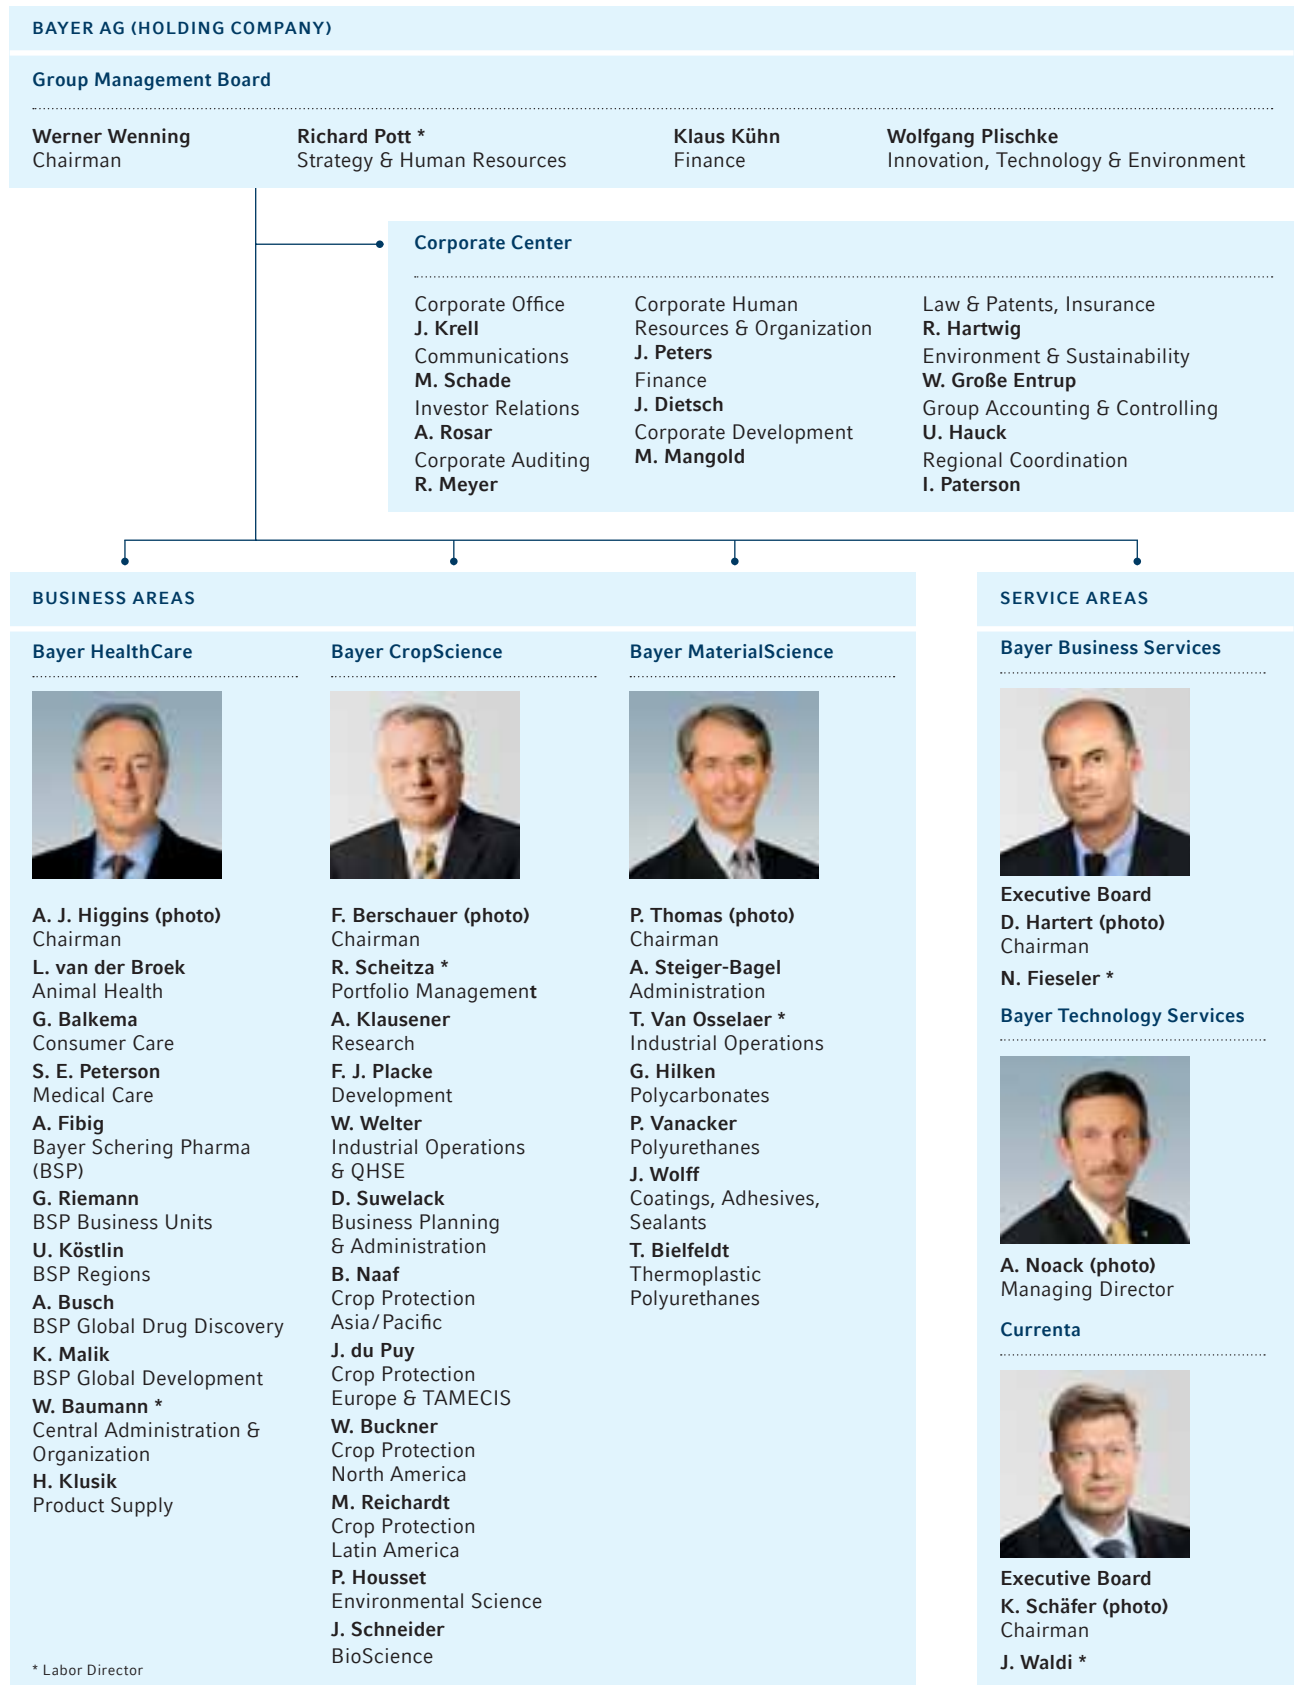 BAYER AG (HOLDING COMPANY)
Group Management Board
Werner Wenning
Chairman
Richard Pott *
Strategy & Human Resources
Klaus Kühn
Finance
Wolfgang Plischke
Innovation, Technology & Environment
Corporate Center
Corporate Office
J. Krell
Communications
M. Schade
Investor Relations
A. Rosar
Corporate Auditing
R. Meyer
Corporate Human
Resources & Organization
J. Peters
Finance
J. Dietsch
Corporate Development
M. Mangold
Law & Patents, Insurance
R. Hartwig
Environment & Sustainability
W. Große Entrup
Group Accounting & Controlling
U. Hauck
Regional Coordination
I. Paterson
BUSINESS AREAS
Bayer HealthCare
A. J. Higgins (photo)
Chairman
L. van der Broek
Animal Health
G. Balkema
Consumer Care
S. E. Peterson
Medical Care
A. Fibig
Bayer Schering Pharma
(BSP)
G. Riemann
BSP Business Units
U. Köstlin
BSP Regions
A. Busch
BSP Global Drug Discovery
K. Malik
BSP Global Development
W. Baumann *
Central Administration &
Organization
H. Klusik
Product Supply
* Labor Director
Bayer CropScience
F. Berschauer (photo)
Chairman
R. Scheitza *
Portfolio Management
A. Klausener
Research
F. J. Placke
Development
W. Welter
Industrial Operations
& QHSE
D. Suwelack
Business Planning
& Administration
B. Naaf
Crop Protection
Asia/Pacific
J. du Puy
Crop Protection
Europe & TAMECIS
W. Buckner
Crop Protection
North America
M. Reichardt
Crop Protection
Latin America
P. Housset
Environmental Science
J. Schneider
BioScience
Bayer MaterialScience
P. Thomas (photo)
Chairman
A. Steiger-Bagel
Administration
T. Van Osselaer *
Industrial Operations
G. Hilken
Polycarbonates
P. Vanacker
Polyurethanes
J. Wolff
Coatings, Adhesives,
Sealants
T. Bielfeldt
Thermoplastic
Polyurethanes
SERVICE AREAS
Bayer Business Services
Executive Board
D. Hartert (photo)
Chairman
N. Fieseler *
Bayer Technology Services
A. Noack (photo)
Managing Director
Currenta
Executive Board
K. Schäfer (photo)
Chairman
J. Waldi *